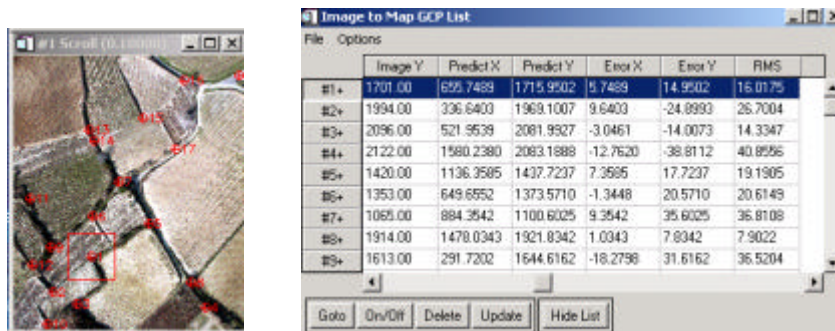 #1 Scroll (0.10000)
Image to Map GCP List
File Options
Image Y Predict X Predict Y Error X Error Y RMS
#1+ 1701.00 655.7489 1715.9502 5.7489 14.9502 16.0175
#2+ 1994.00 336.6403 1969.1007 9.6403 -24.8993 26.7004
#3+ 2096.00 521.9539 2081.9927 -3.0461 -14.0073 14.3347
#4+ 2122.00 1580.2380 2083.1888 -12.7620 -38.8112 40.8556
#5+ 1420.00 1136.3585 1437.7237 7.3585 17.7237 19.1905
#6+ 1353.00 649.6552 1373.5710 -1.3448 20.5710 20.6149
#7+ 1065.00 884.3542 1100.6025 9.3542 35.6025 36.8108
#8+ 1914.00 1478.0343 1921.8342 1.0343 7.8342 7.9022
#9+ 1613.00 291.7202 1644.6162 -18.2798 31.6162 36.5204
Goto On/Off Delete Update Hide List